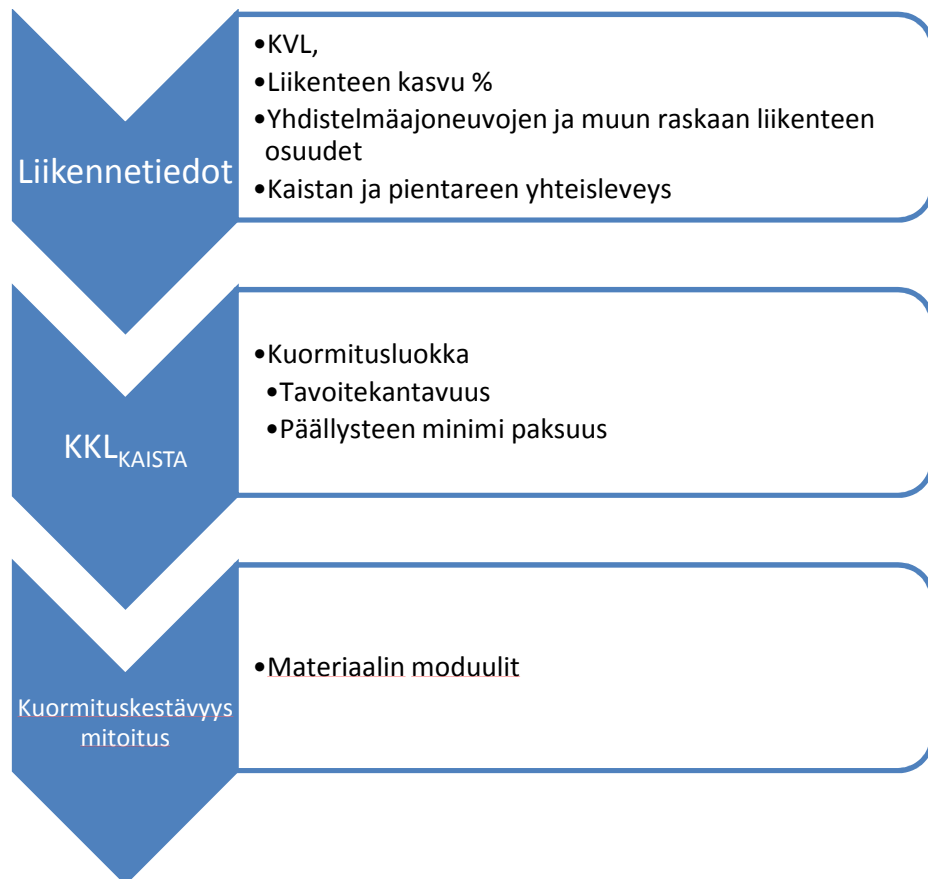 Liikennetiedot
•KVL,
•Liikenteen kasvu %
•Yhdistelmäajoneuvojen ja muun raskaan liikenteen
osuudet
•Kaistan ja pientareen yhteisleveys
KKLKAISTA
•Kuormitusluokka
•Tavoitekantavuus
•Päällysteen minimi paksuus
Kuormituskestävyys
mitoitus
•Materiaalin moduulit